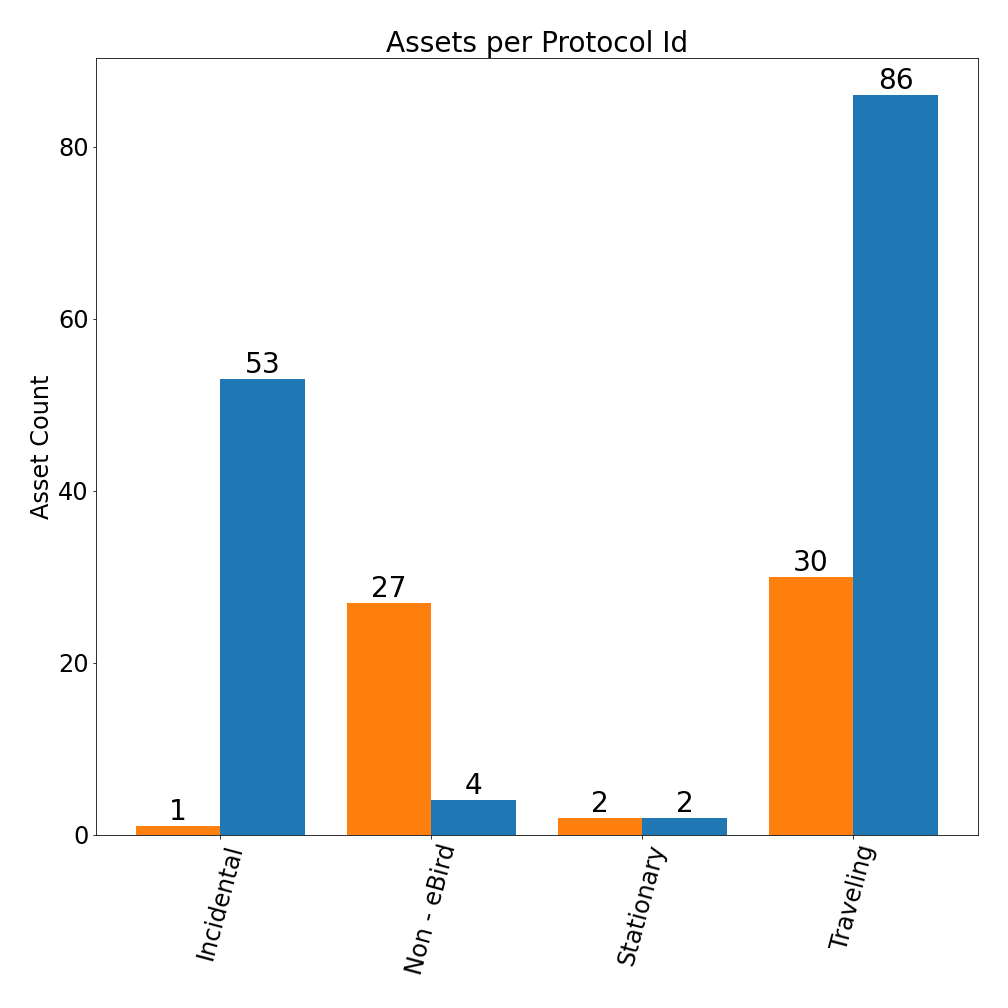 Assets per Protocol Id
Asset Count
80
60
40
20
0
1
53
27
4
2
2
30
86
Incidental
Non - eBird
Stationary
Traveling